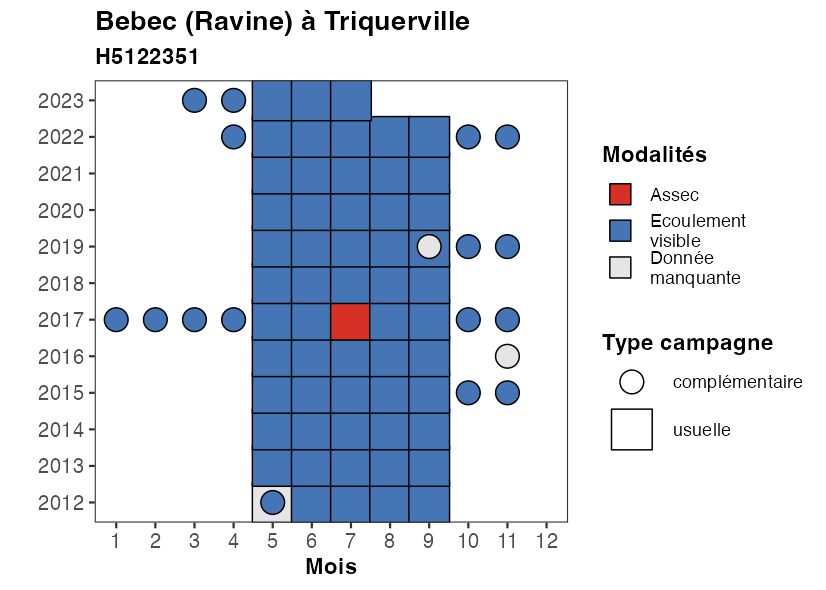 Bebec (Ravine) à Triquerville
H5122351
2023
2022
2021
2020
2019
2018
2017
2016
2015
2014
2013
2012
1 2 3 4 5 6 7 8 9 10 11 12
Mois
Modalités
Assec
Ecoulement
visible
Donnée
manquante
Type campagne
complémentaire
usuelle